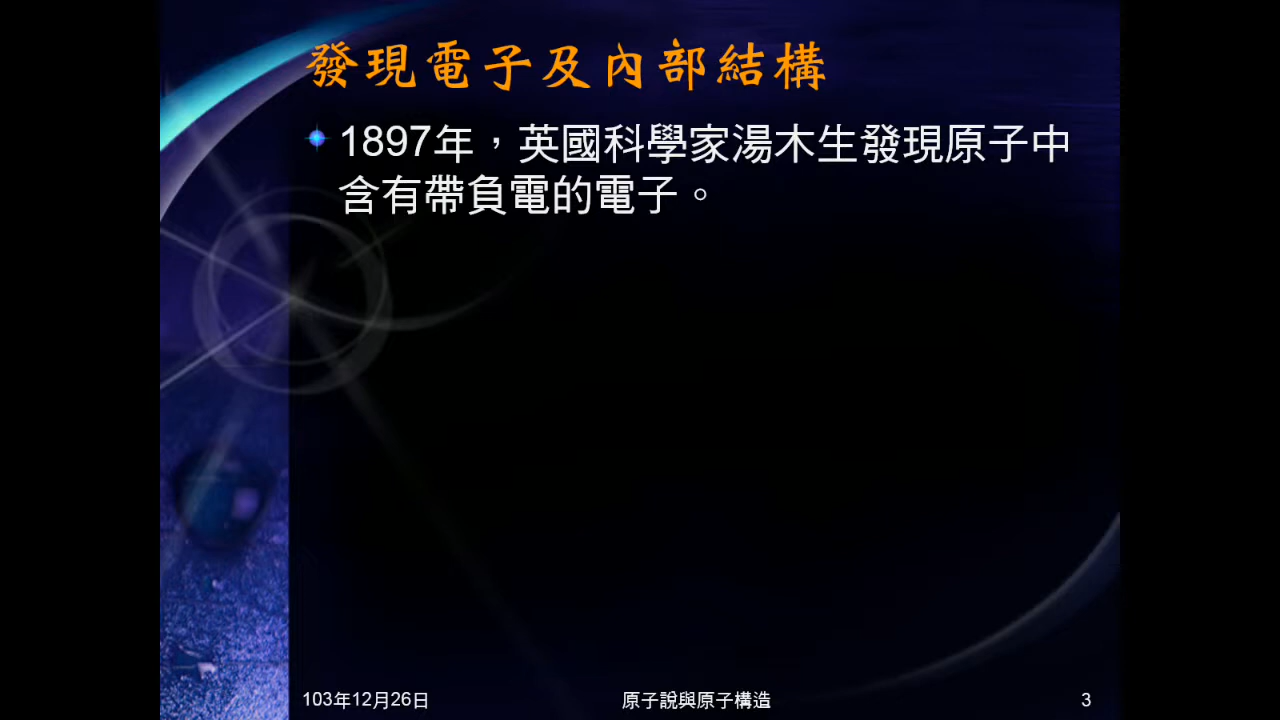 發現電子及內部結構
1897年，英國科學家湯木生發現原子中
含有帶負電的電子。
103年12月26日
原子說與原子構造
3